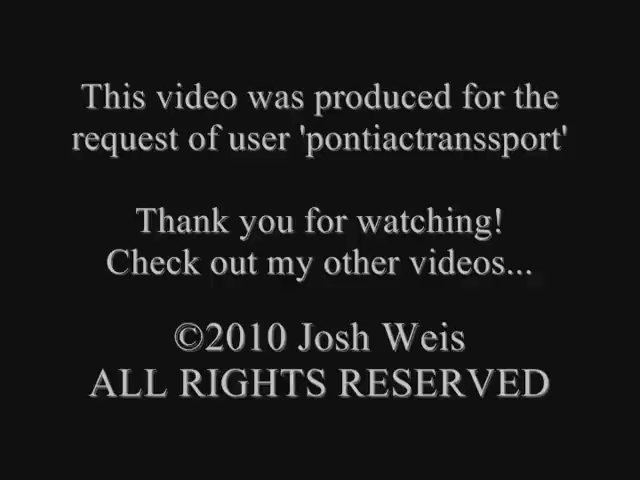 This video was produced for the
request of user 'pontiactranssport'
Thank you for watching!
Check out my other videos...
©2010 Josh Weis
ALL RIGHTS RESERVED